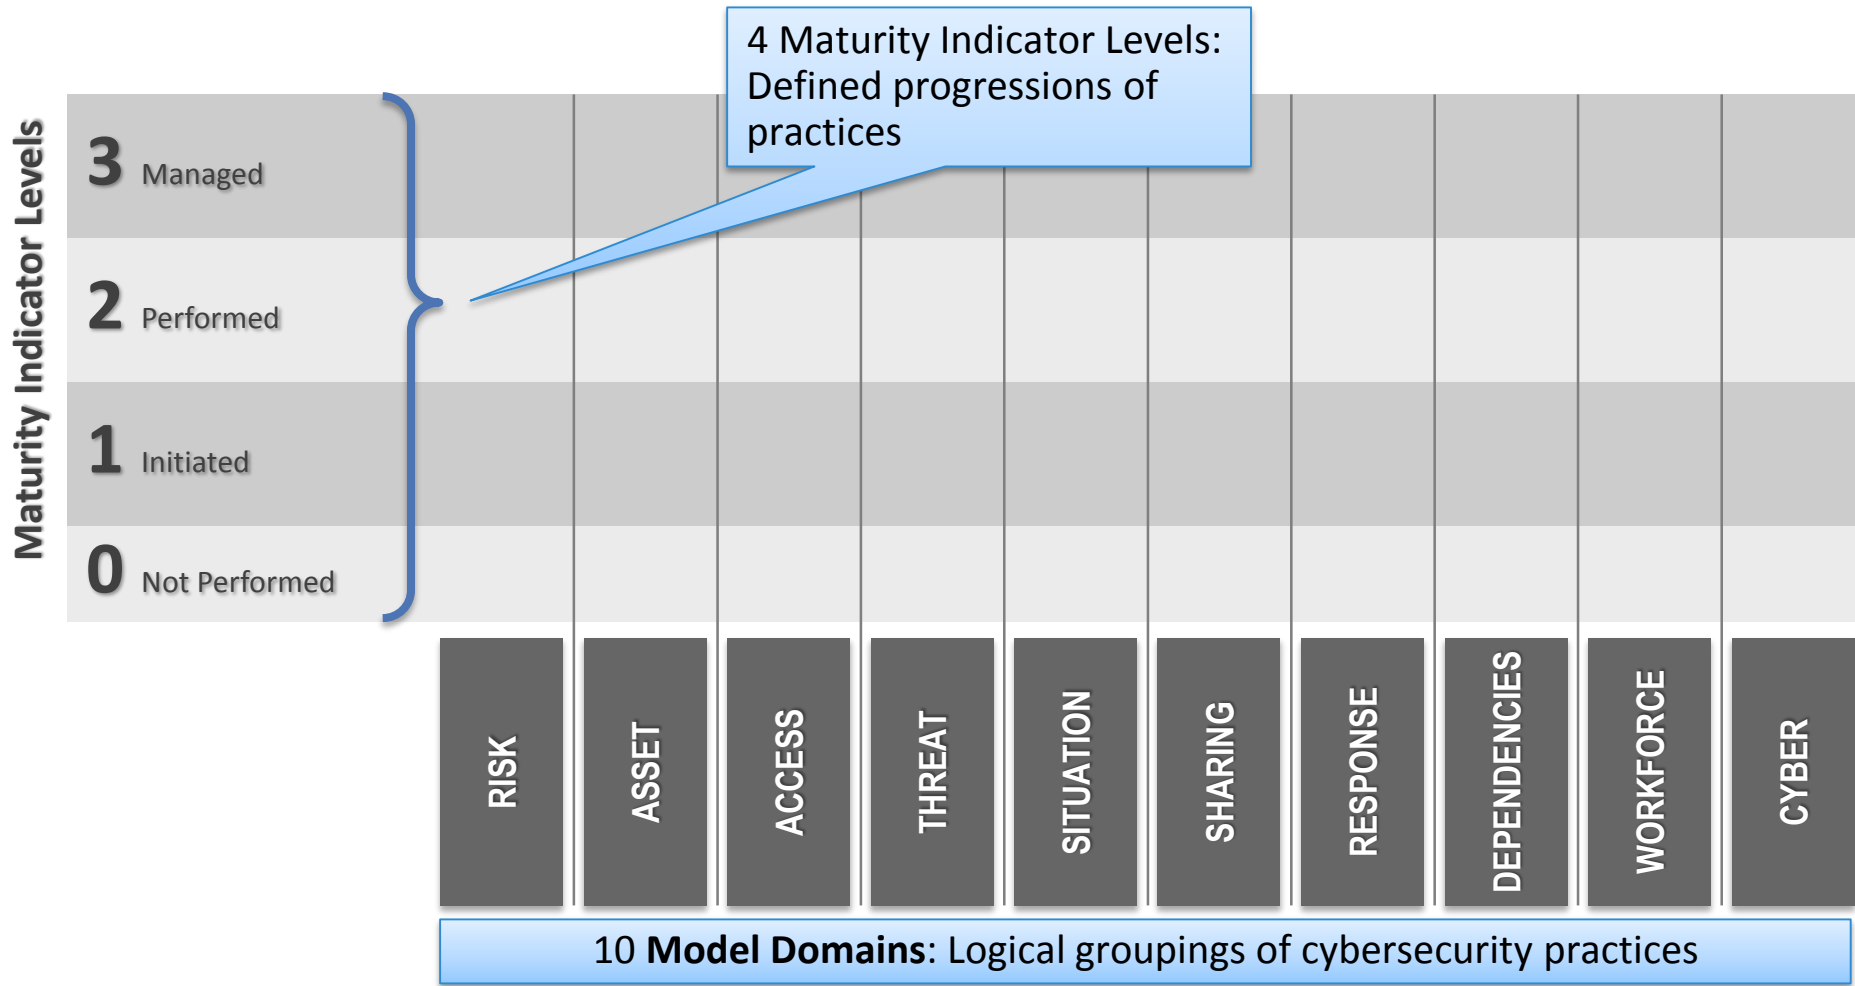 4 Maturity Indicator Levels:
Defined progressions of
practices
Maturity Indicator Levels
3 Managed
2 Performed
1 Initiated
0 Not Performed
RISK
ASSET
ACCESS
THREAT
SITUATION
SHARING
RESPONSE
DEPENDENCIES
WORKFORCE
CYBER
10 Model Domains: Logical groupings of cybersecurity practices